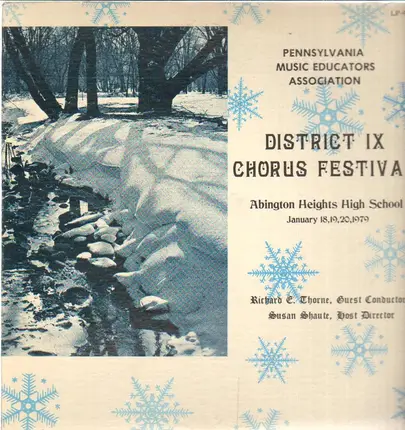 PENNSYLVANIA
MUSIC EDUCATORS
ASSOCIATION
DISTRICT IX
CHORUS FESTIVA
Abington Heights High School
January 18,19,20,1979
Richard E. Thorne, Guest Conductor
Susan Shaute, Host Director